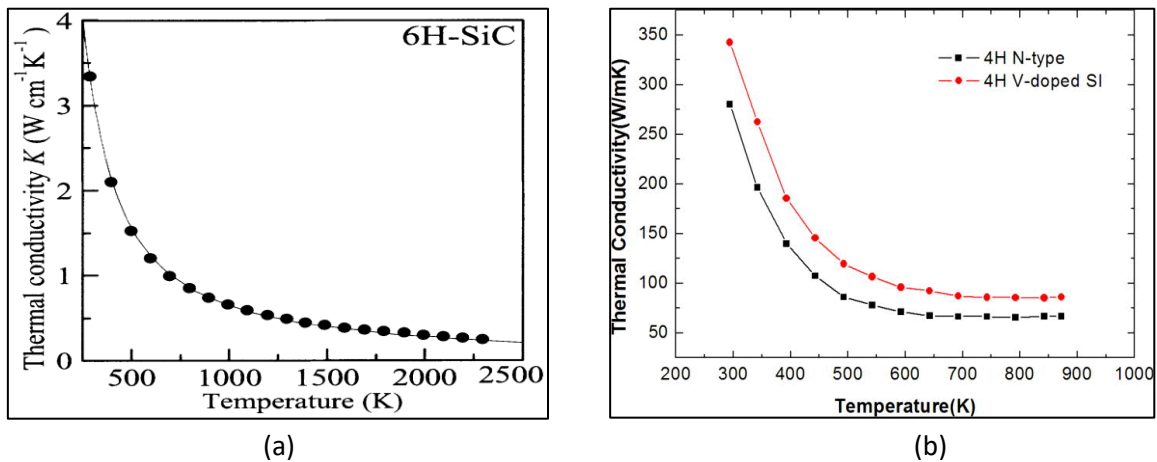 6H-SiC
Thermal conductivity K (W cm⁻¹K⁻¹)
4
3
2
1
0
500 1000 1500 2000 2500
Temperature (K)
(a)
4H N-type
4H V-doped SI
Thermal Conductivity(W/mK)
350
300
250
200
150
100
50
200 300 400 500 600 700 800 900 1000
Temperature(K)
(b)